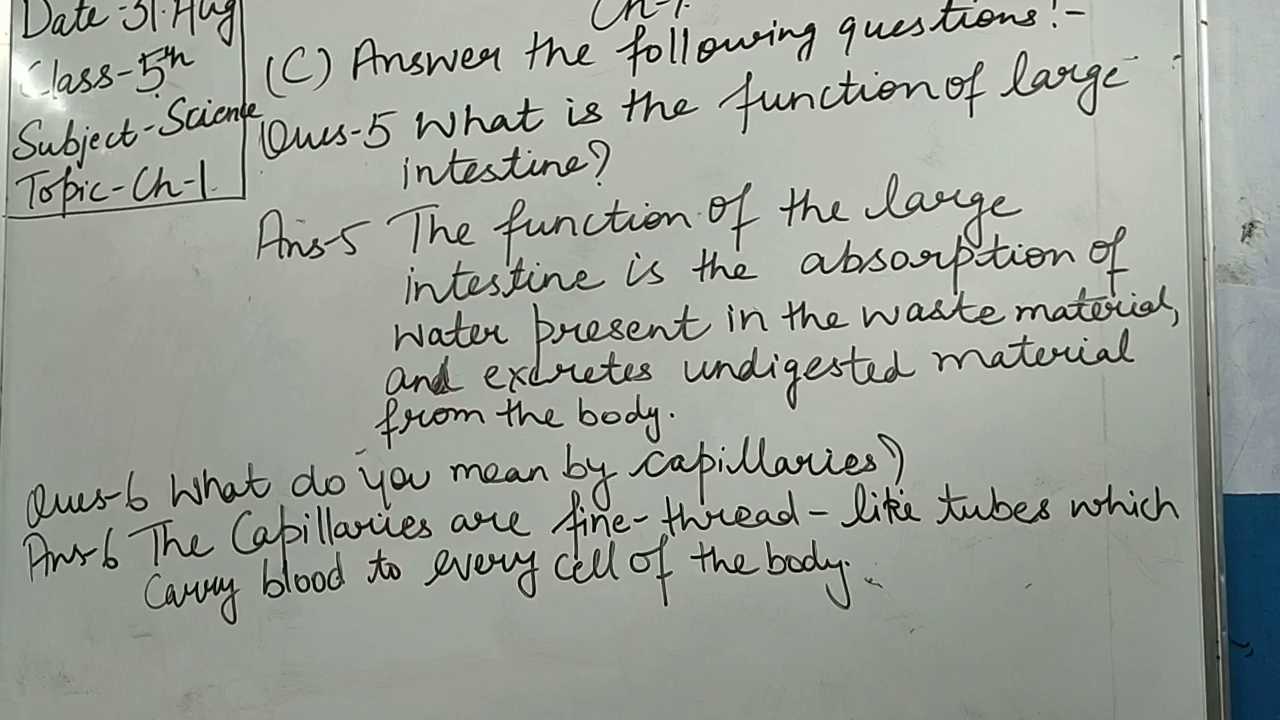 Date-31.Aug
Class-5th
Subject-Science
Topic-Ch-1.
Ch-1.
(C) Answer the following questions:-
Ques-5 What is the function of large
intestine?
Ans-5 The function of the large
intestine is the absorption of
water present in the waste material,
and excretes undigested material
from the body.
Ques-6 What do you mean by capillaries?
Ans-6 The Capillaries are fine-thread-like tubes which
Carry blood to every cell of the body.